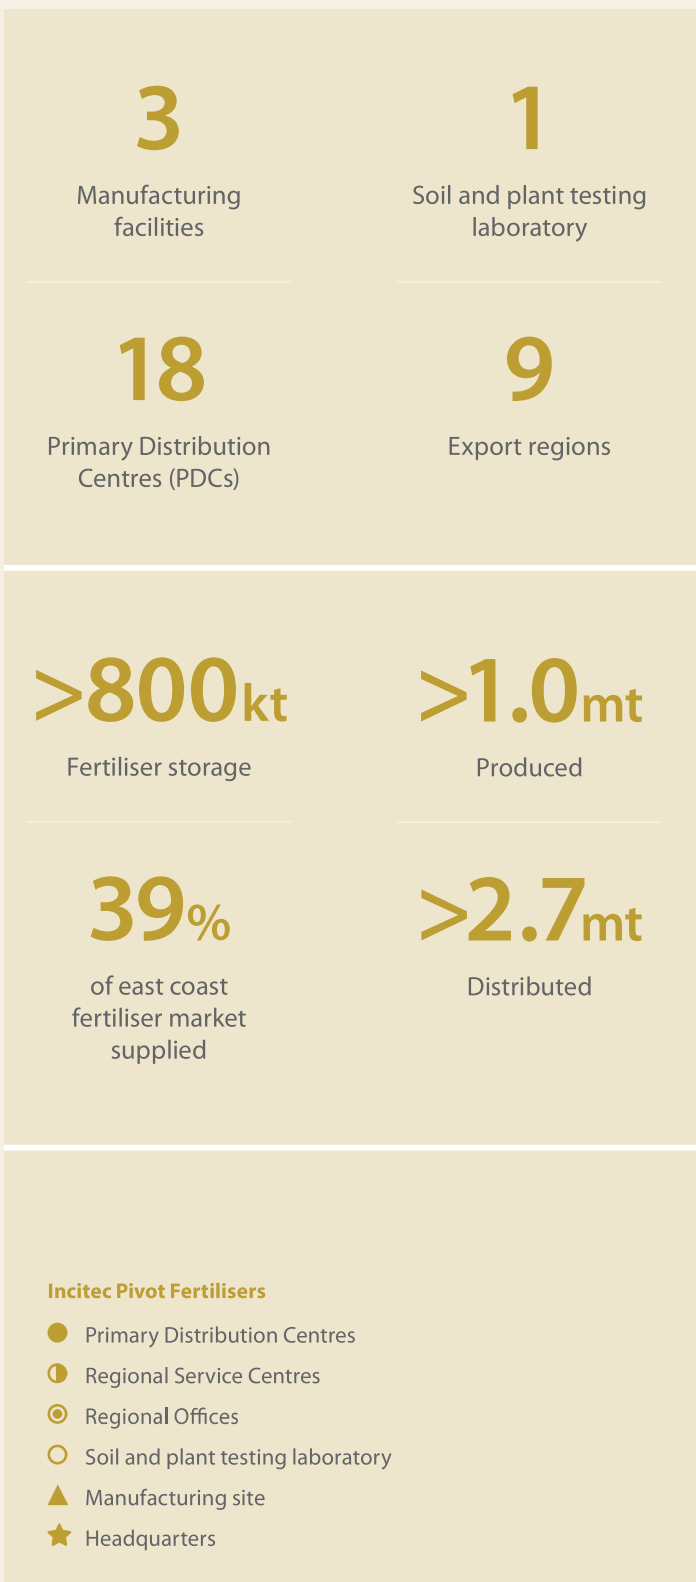 3
Manufacturing
facilities
1
Soil and plant testing
laboratory
18
Primary Distribution
Centres (PDCs)
9
Export regions
>800kt
Fertiliser storage
>1.0mt
Produced
39%
of east coast
fertiliser market
supplied
>2.7mt
Distributed
Incitec Pivot Fertilisers
Primary Distribution Centres
Regional Service Centres
Regional Offices
Soil and plant testing laboratory
Manufacturing site
Headquarters